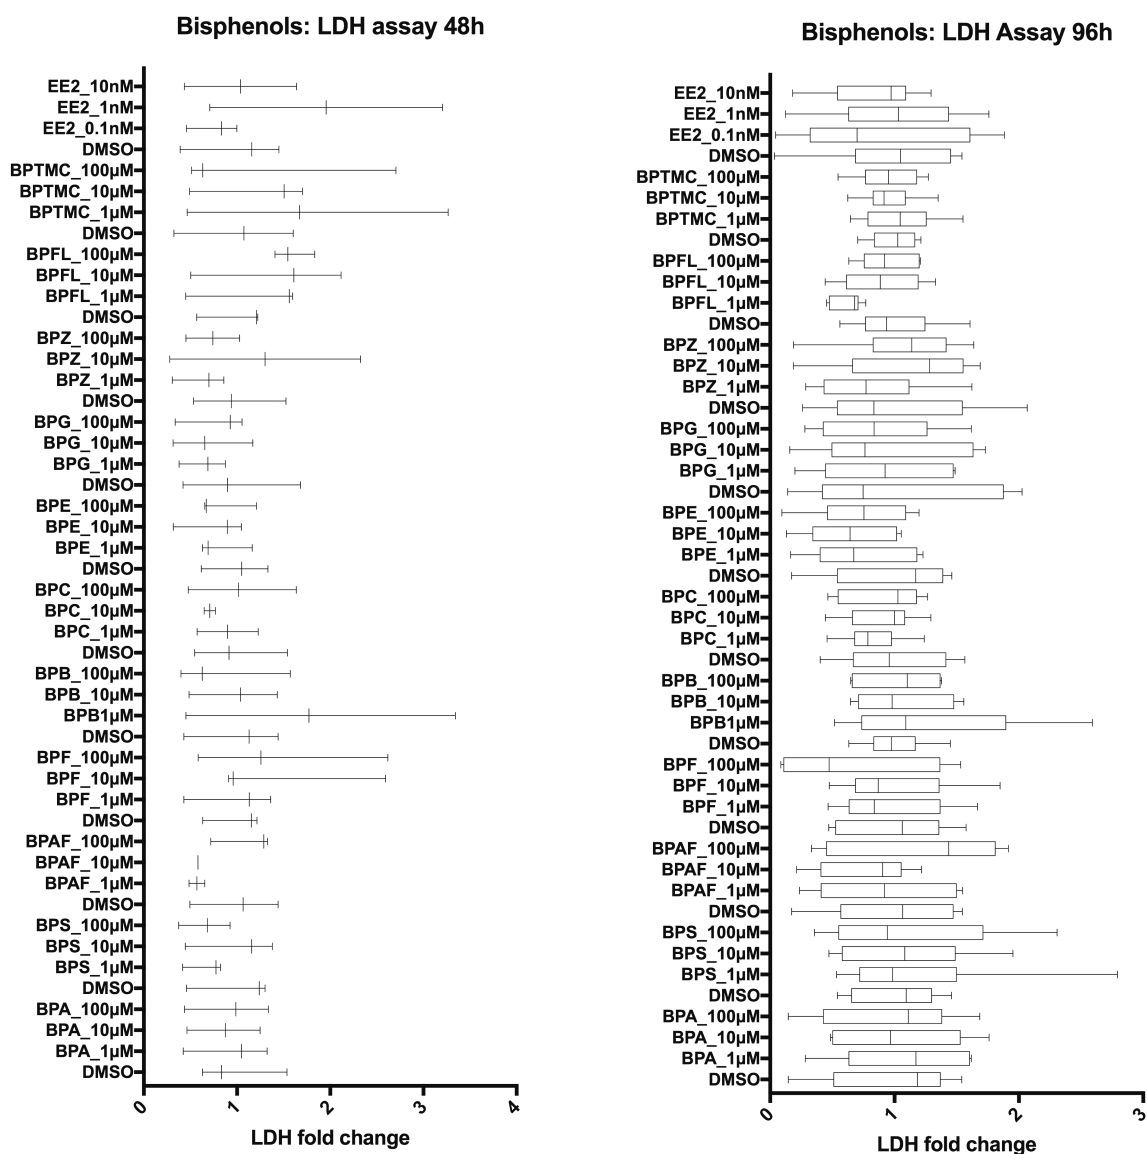 Bisphenols: LDH assay 48h
EE2_10nM
EE2_1nM
EE2_0.1nM
DMSO
BPTMC_100µM
BPTMC_10µM
BPTMC_1µM
DMSO
BPFL_100µM
BPFL_10µM
BPFL_1µM
DMSO
BPZ_100µM
BPZ_10µM
BPZ_1µM
DMSO
BPG_100µM
BPG_10µM
BPG_1µM
DMSO
BPE_100µM
BPE_10µM
BPE_1µM
DMSO
BPC_100µM
BPC_10µM
BPC_1µM
DMSO
BPB_100µM
BPB_10µM
BPB1µM
DMSO
BPF_100µM
BPF_10µM
BPF_1µM
DMSO
BPAF_100µM
BPAF_10µM
BPAF_1µM
DMSO
BPS_100µM
BPS_10µM
BPS_1µM
DMSO
BPA_100µM
BPA_10µM
BPA_1µM
DMSO
0 1 2 3 4
LDH fold change
Bisphenols: LDH Assay 96h
EE2_10nM
EE2_1nM
EE2_0.1nM
DMSO
BPTMC_100µM
BPTMC_10µM
BPTMC_1µM
DMSO
BPFL_100µM
BPFL_10µM
BPFL_1µM
DMSO
BPZ_100µM
BPZ_10µM
BPZ_1µM
DMSO
BPG_100µM
BPG_10µM
BPG_1µM
DMSO
BPE_100µM
BPE_10µM
BPE_1µM
DMSO
BPC_100µM
BPC_10µM
BPC_1µM
DMSO
BPB_100µM
BPB_10µM
BPB1µM
DMSO
BPF_100µM
BPF_10µM
BPF_1µM
DMSO
BPAF_100µM
BPAF_10µM
BPAF_1µM
DMSO
BPS_100µM
BPS_10µM
BPS_1µM
DMSO
BPA_100µM
BPA_10µM
BPA_1µM
DMSO
0 1 2 3
LDH fold change